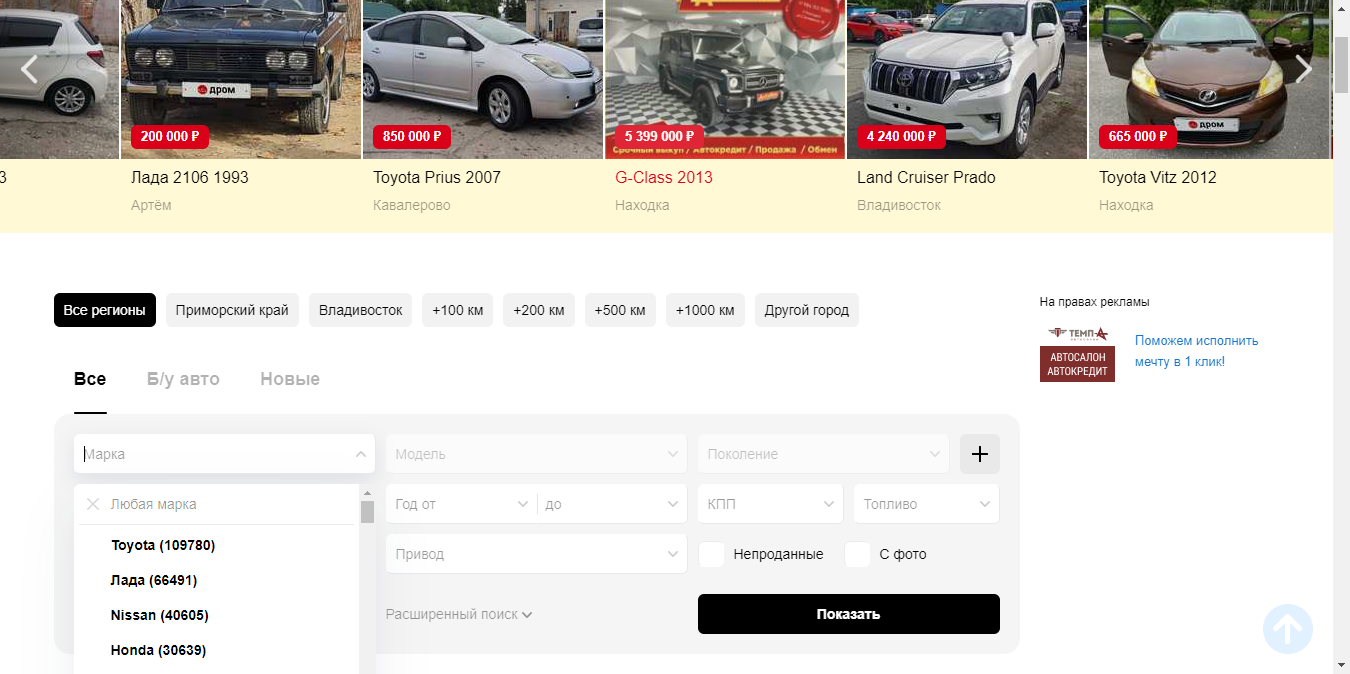 дром
дром
200 000 ₽
850 000 ₽
5 399 000 ₽
4 240 000 ₽
665 000 ₽
Срочный выкуп / Автокредит / Продажа / Обмен
3
Лада 2106 1993
Toyota Prius 2007
G-Class 2013
Land Cruiser Prado
Toyota Vitz 2012
Артём
Кавалерово
Находка
Владивосток
Находка
Все регионы
Приморский край
Владивосток
+100 км
+200 км
+500 км
+1000 км
Другой город
На правах рекламы
ТЕМПА
АВТОСАЛОН
АВТОКРЕДИТ
Поможем исполнить
мечту в 1 клик!
Все
Б/у авто
Новые
Марка
Модель
Поколение
Любая марка
Год от
до
КПП
Топливо
Toyota (109780)
Привод
Непроданные
С фото
Лада (66491)
Nissan (40605)
Расширенный поиск
Показать
Honda (30639)